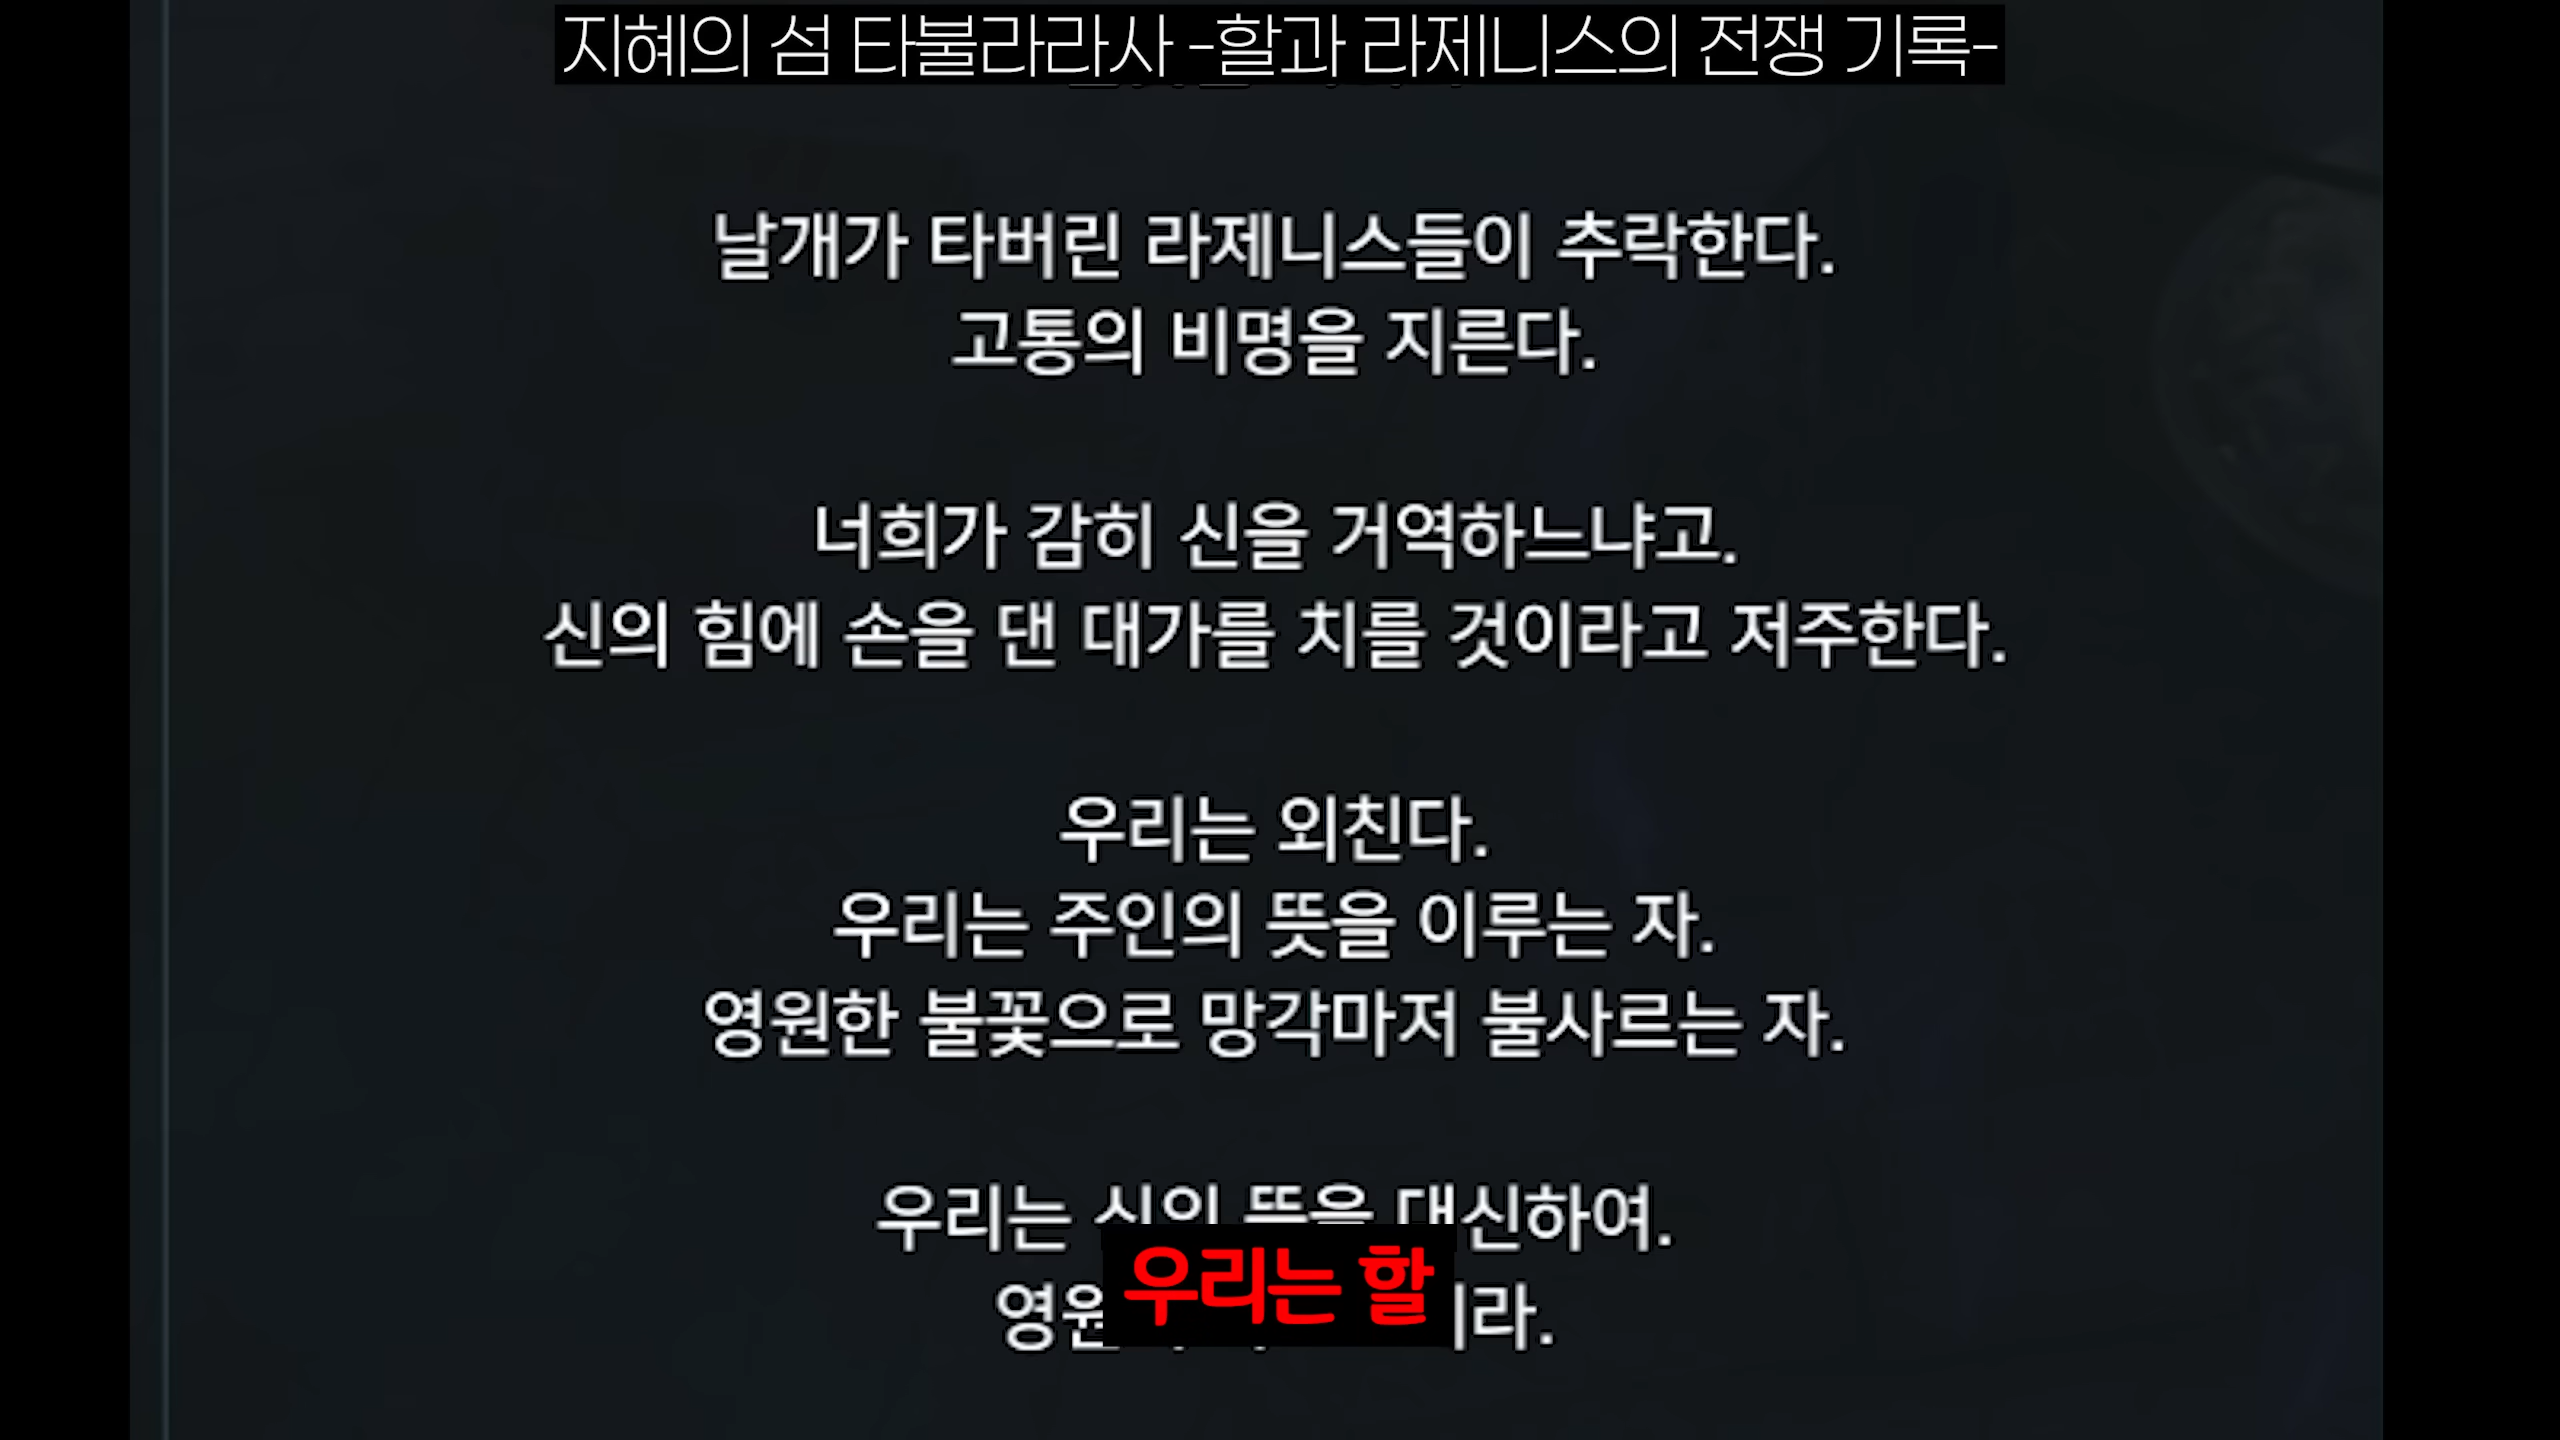 지혜의 섬 타불라라사 -할과 라제니스의 전쟁 기록-
날개가 타버린 라제니스들이 추락한다.
고통의 비명을 지른다.
너희가 감히 신을 거역하느냐고.
신의 힘에 손을 댄 대가를 치를 것이라고 저주한다.
우리는 외친다.
우리는 주인의 뜻을 이루는 자.
영원한 불꽃으로 망각마저 불사르는 자.
우리는 신의 뜻을 대신하여.
우리는 할